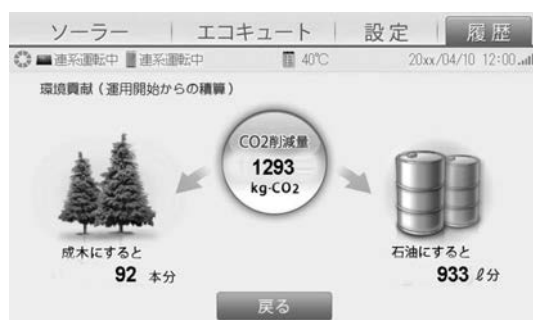 ソーラー エコキュート 設定 履歴
連系運転中 連系運転中 40℃ 20xx/04/10 12:00
環境貢献(運用開始からの積算)
CO2削減量
1293
kg-CO2
成木にすると
92 本分
石油にすると
933 ℓ分
戻る